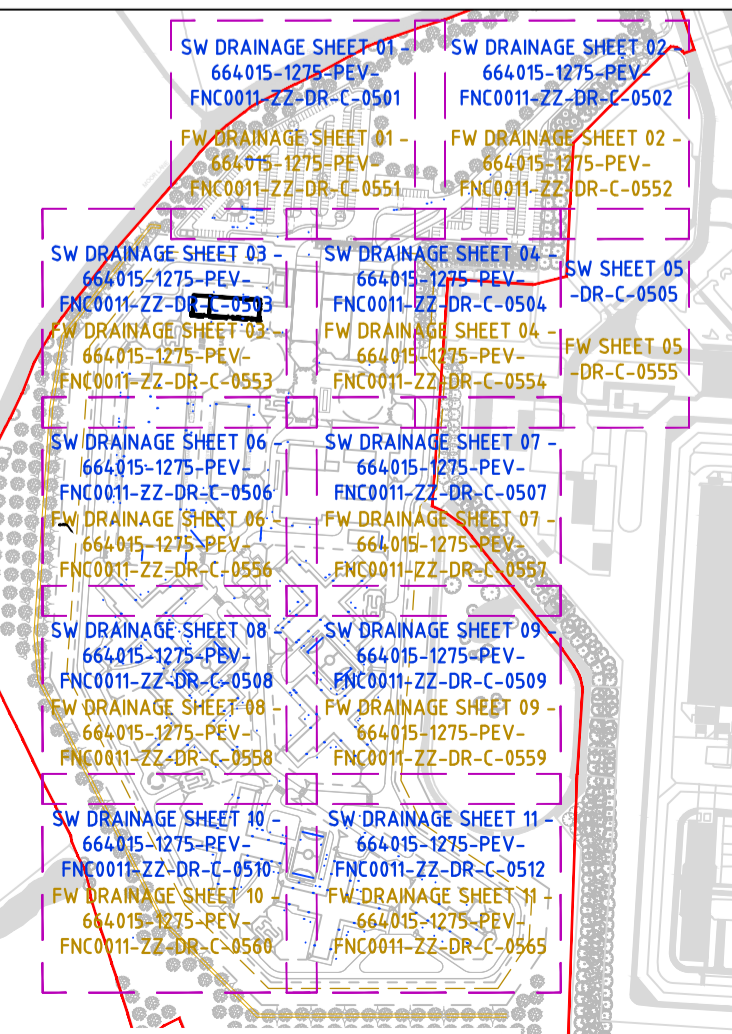 SW DRAINAGE SHEET 01 -
664015-1275-PEV-
FNC0011-ZZ-DR-C-0501
FW DRAINAGE SHEET 01 -
664015-1275-PEV-
FNC0011-ZZ-DR-C-0551
SW DRAINAGE SHEET 02 -
664015-1275-PEV-
FNC0011-ZZ-DR-C-0502
FW DRAINAGE SHEET 02 -
664015-1275-PEV-
FNC0011-ZZ-DR-C-0552
SW DRAINAGE SHEET 03 -
664015-1275-PEV-
FNC0011-ZZ-DR-C-0503
FW DRAINAGE SHEET 03 -
664015-1275-PEV-
FNC0011-ZZ-DR-C-0553
SW DRAINAGE SHEET 04 -
664015-1275-PEV-
FNC0011-ZZ-DR-C-0504
FW DRAINAGE SHEET 04 -
664015-1275-PEV-
FNC0011-ZZ-DR-C-0554
SW SHEET 05
-DR-C-0505
FW SHEET 05
-DR-C-0555
SW DRAINAGE SHEET 06 -
664015-1275-PEV-
FNC0011-ZZ-DR-C-0506
FW DRAINAGE SHEET 06 -
664015-1275-PEV-
FNC0011-ZZ-DR-C-0556
SW DRAINAGE SHEET 07 -
664015-1275-PEV-
FNC0011-ZZ-DR-C-0507
FW DRAINAGE SHEET 07 -
664015-1275-PEV-
FNC0011-ZZ-DR-C-0557
SW DRAINAGE SHEET 08 -
664015-1275-PEV-
FNC0011-ZZ-DR-C-0508
FW DRAINAGE SHEET 08 -
664015-1275-PEV-
FNC0011-ZZ-DR-C-0558
SW DRAINAGE SHEET 09 -
664015-1275-PEV-
FNC0011-ZZ-DR-C-0509
FW DRAINAGE SHEET 09 -
664015-1275-PEV-
FNC0011-ZZ-DR-C-0559
SW DRAINAGE SHEET 10 -
664015-1275-PEV-
FNC0011-ZZ-DR-C-0510
FW DRAINAGE SHEET 10 -
664015-1275-PEV-
FNC0011-ZZ-DR-C-0560
SW DRAINAGE SHEET 11 -
664015-1275-PEV-
FNC0011-ZZ-DR-C-0512
FW DRAINAGE SHEET 11 -
664015-1275-PEV-
FNC0011-ZZ-DR-C-0565